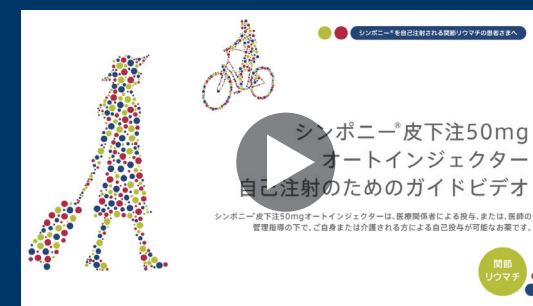 シンポニー®を自己注射される関節リウマチの患者さまへ
シンポニー®皮下注50mg
オートインジェクター
自己注射のためのガイドビデオ
シンポニー®皮下注50mgオートインジェクターは、医療関係者による投与、または、医師の
管理指導の下で、ご自身または介護される方による自己投与が可能なお薬です。
関節
リウマチ